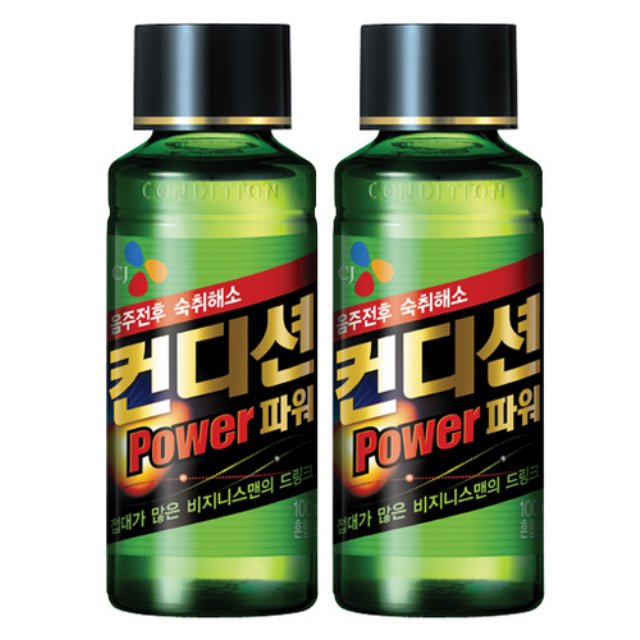 CONDITION
CJ
음주전후 숙취해소
컨디션
Power 파워
접대가 많은 비지니스맨의 드링크
100m
CONDITION
CJ
음주전후 숙취해소
컨디션
Power 파워
접대가 많은 비지니스맨의 드링크
100m